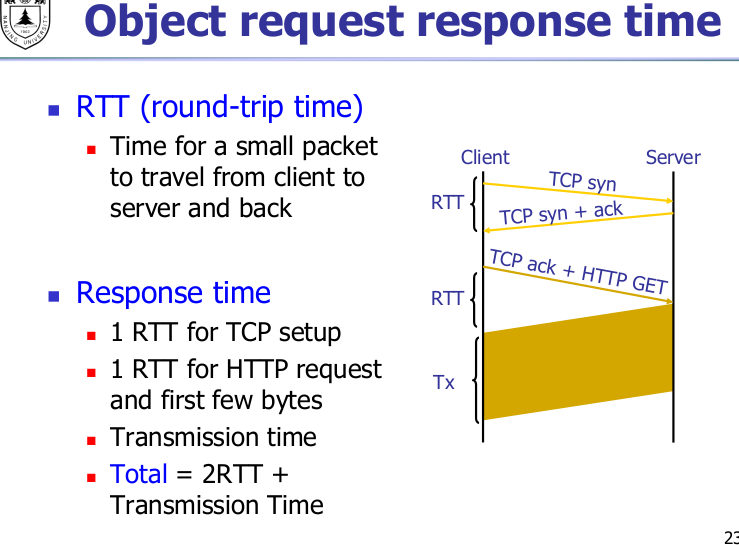 Object request response time
NANJING UNIVERSITY
1902
RTT (round-trip time)
Time for a small packet
to travel from client to
server and back
Response time
1 RTT for TCP setup
1 RTT for HTTP request
and first few bytes
Transmission time
Total = 2RTT +
Transmission Time
Client
Server
TCP syn
RTT
TCP syn + ack
TCP ack + HTTP GET
RTT
Tx
23